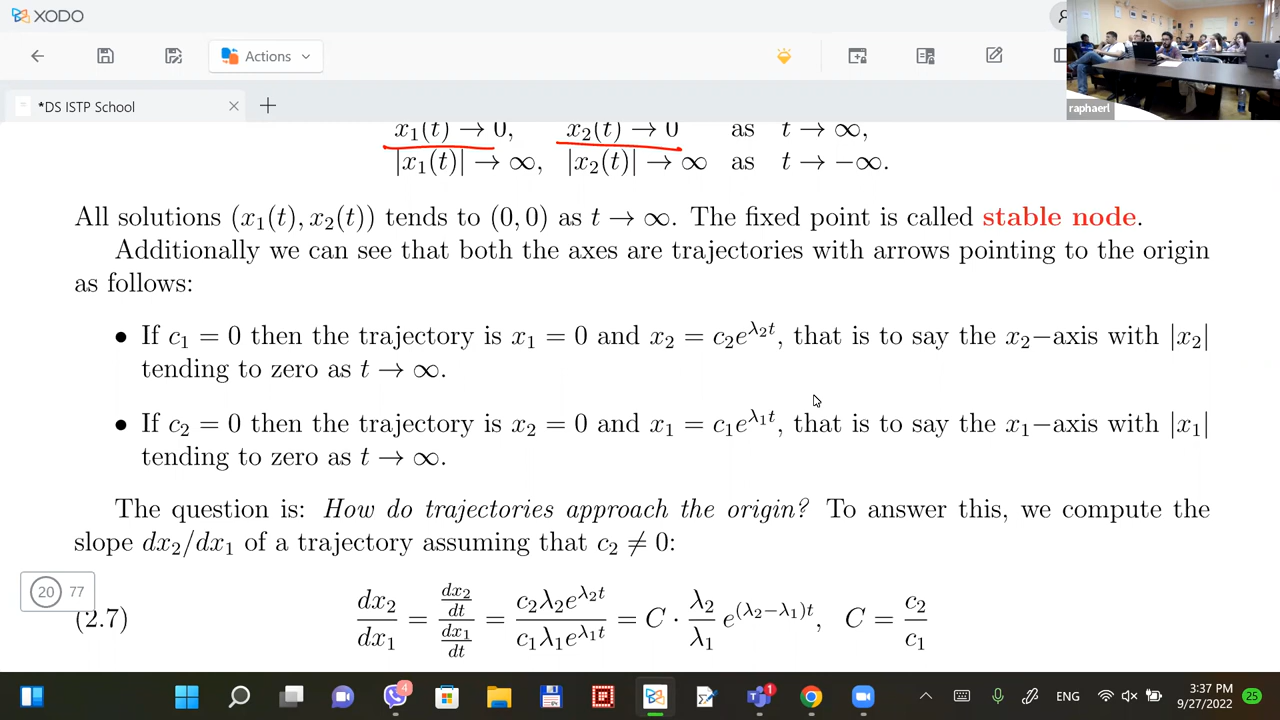 XODO
Actions
*DS ISTP School
raphaerl
x₁(t) → 0, x₂(t) → 0 as t → ∞,
|x₁(t)| → ∞, |x₂(t)| → ∞ as t → −∞.
All solutions (x₁(t), x₂(t)) tends to (0, 0) as t → ∞. The fixed point is called stable node.
Additionally we can see that both the axes are trajectories with arrows pointing to the origin
as follows:
• If c₁ = 0 then the trajectory is x₁ = 0 and x₂ = c₂e^{λ₂t}, that is to say the x₂−axis with |x₂|
tending to zero as t → ∞.
• If c₂ = 0 then the trajectory is x₂ = 0 and x₁ = c₁e^{λ₁t}, that is to say the x₁−axis with |x₁|
tending to zero as t → ∞.
The question is: How do trajectories approach the origin? To answer this, we compute the
slope dx₂/dx₁ of a trajectory assuming that c₂ ≠ 0:
20 77
(2.7) dx₂/dx₁ = (dx₂/dt)/(dx₁/dt) = (c₂λ₂e^{λ₂t})/(c₁λ₁e^{λ₁t}) = C · λ₂/λ₁ e^{(λ₂−λ₁)t}, C = c₂/c₁
4
64
1
ENG
3:37 PM
9/27/2022
25